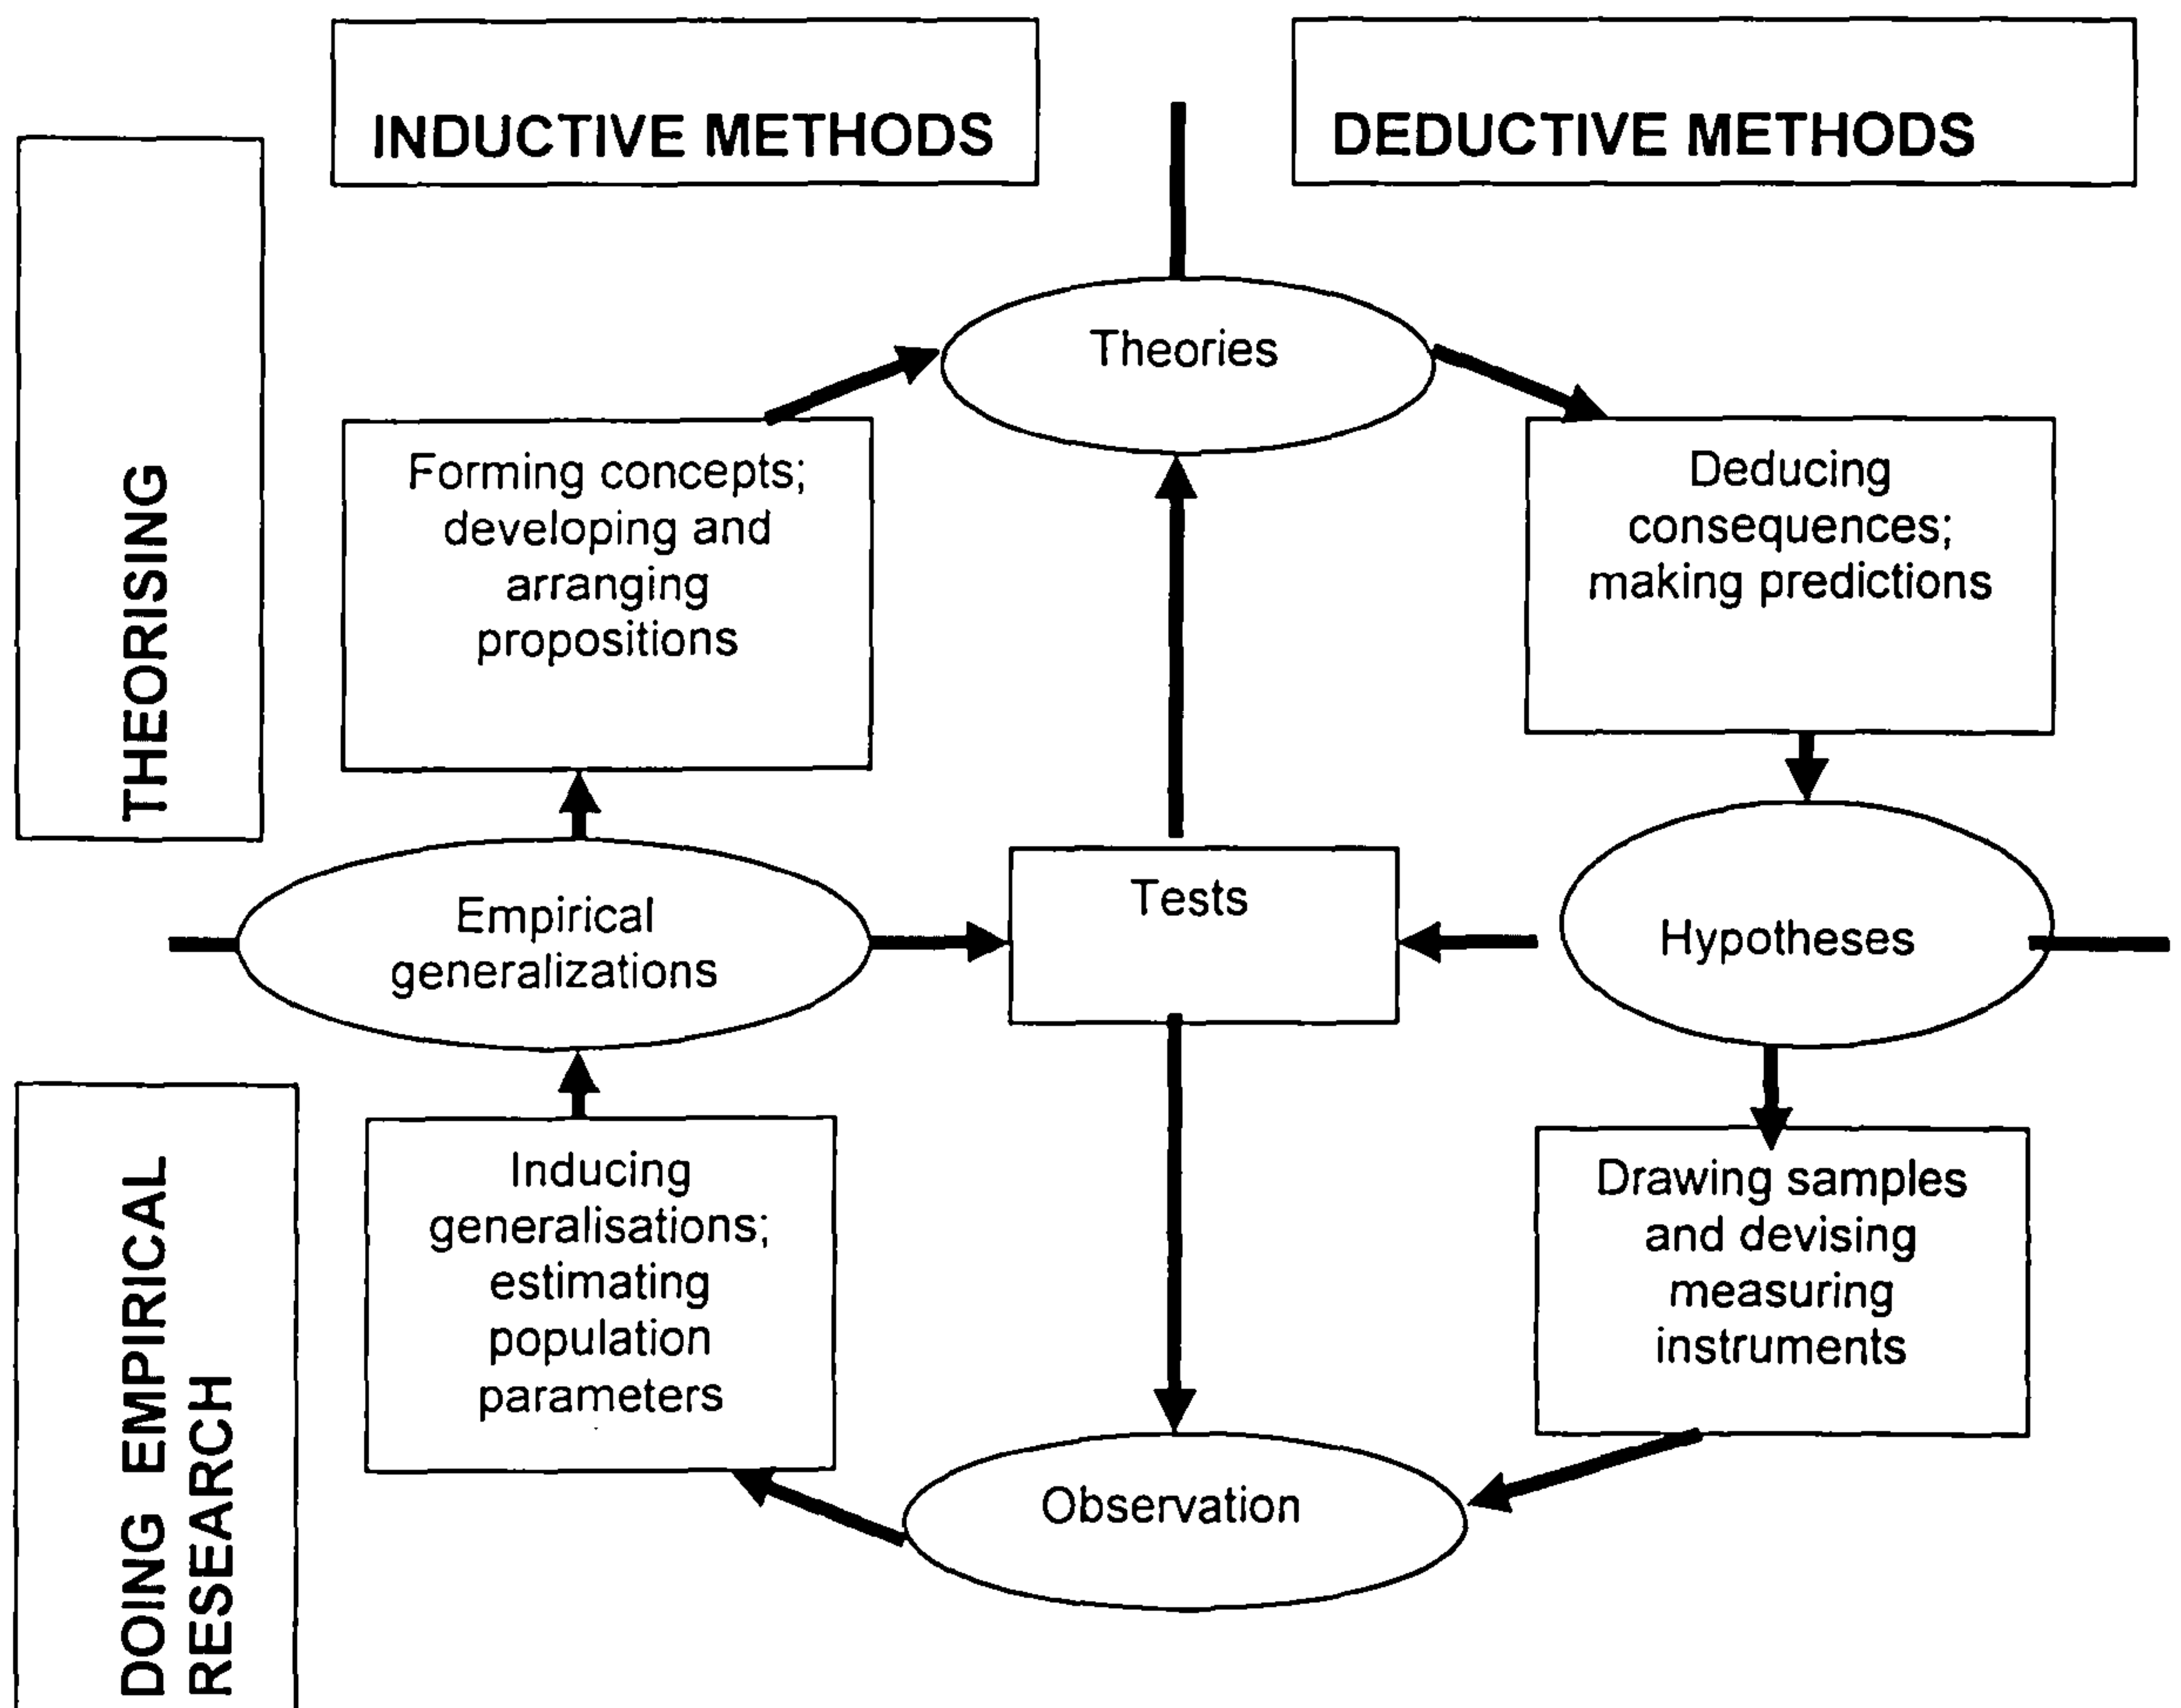 INDUCTIVE METHODS
DEDUCTIVE METHODS
THEORISING
Theories
Forming concepts;
developing and
arranging
propositions
Deducing
consequences;
making predictions
Empirical
generalizations
Tests
Hypotheses
DOING EMPIRICAL
RESEARCH
Inducing
generalisations;
estimating
population
parameters
Drawing samples
and devising
measuring
instruments
Observation